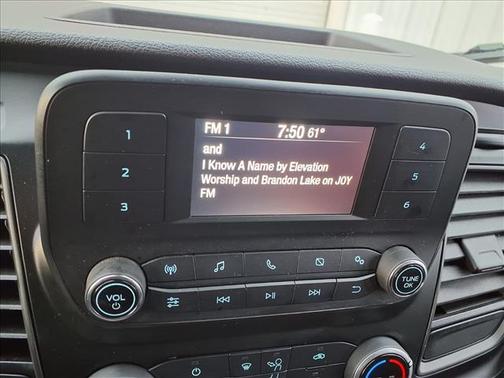 FM 1 7:50 61°
and
I Know A Name by Elevation
Worship and Brandon Lake on JOY
FM
1
2
3
4
5
6
VOL
TUNE
OK